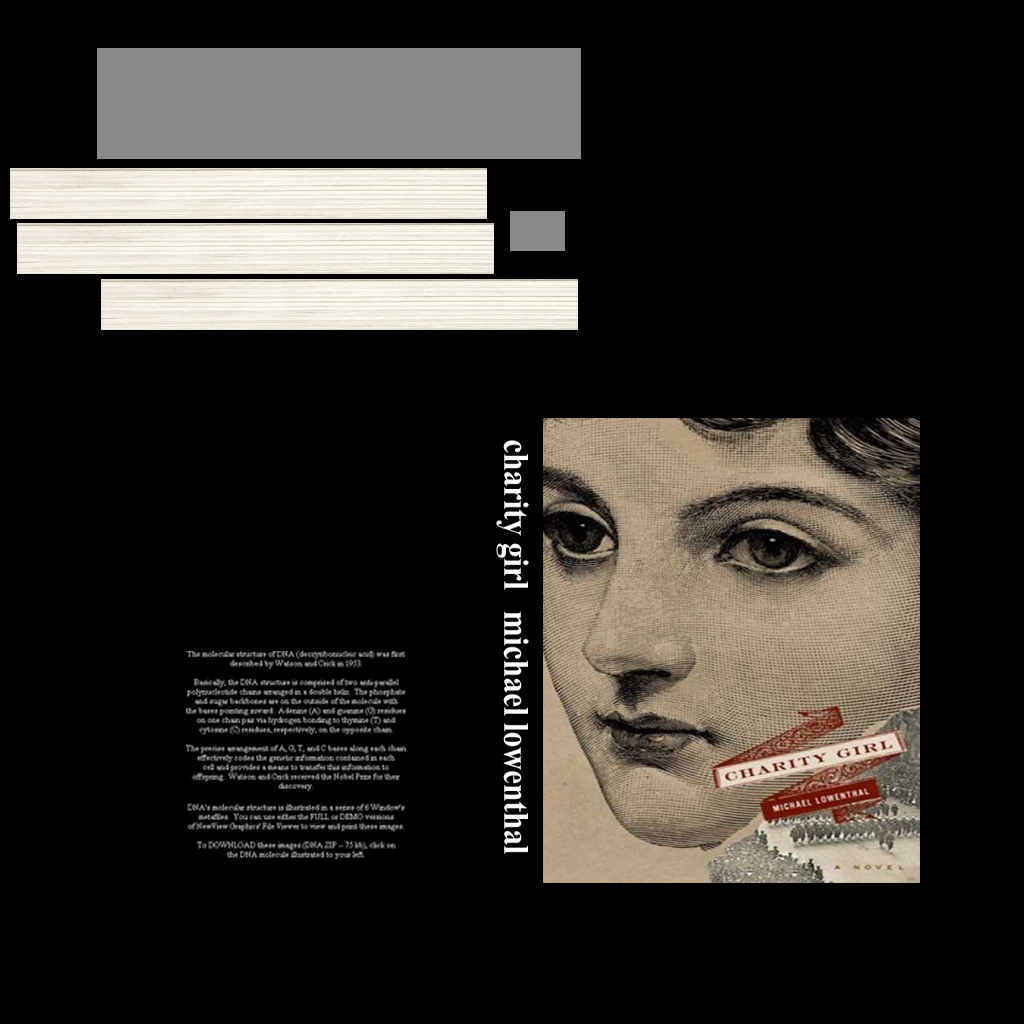 charity girl michael lowenthal
The molecular structure of DNA (deoxyribonucleic acid) was first
described by Watson and Crick in 1953.
Basically, the DNA structure is comprised of two anti-parallel
polynucleotide chains arranged in a double helix. The phosphate
and sugar backbones are on the outside of the molecule with
the bases pointing inward. Adenine (A) and guanine (G) residues
on one chain pair via hydrogen bonding to thymine (T) and
cytosine (C) residues, respectively, on the opposite chain.
The precise arrangement of A, G, T, and C bases along each chain
effectively codes the genetic information contained in each
cell and provides a means to transfer this information to
offspring. Watson and Crick received the Nobel Prize for their
discovery.
DNA's molecular structure is illustrated in a series of 6 Window's
metafiles. You can use either the FULL or DEMO versions
of NewView Graphics' File Viewer to view and print these images.
To DOWNLOAD these images (DNA.ZIP -- 75 kb), click on
the DNA molecule illustrated to your left.
CHARITY GIRL
MICHAEL LOWENTHAL
A NOVEL